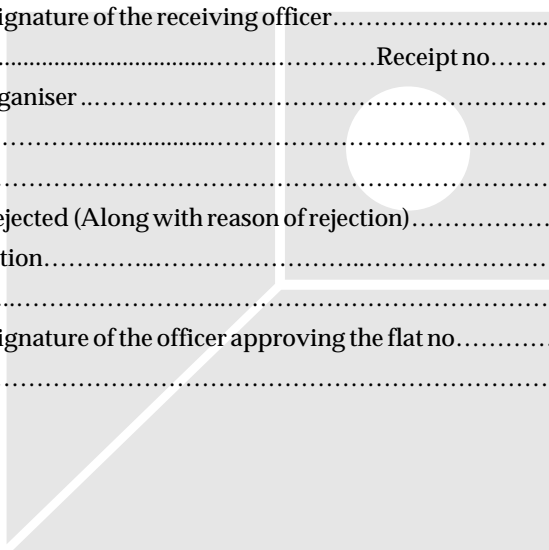 ignature of the receiving officer……………………...
...................................……..…………Receipt no……..
ganiser ...……………….…………………………………
…………....................……………………………………
……………………………………………………………
ejected (Along with reason of rejection)…………………
tion…………...……………………...……………………
..……………………..……………………………………
ignature of the officer approving the flat no…………
……………………………………………………………